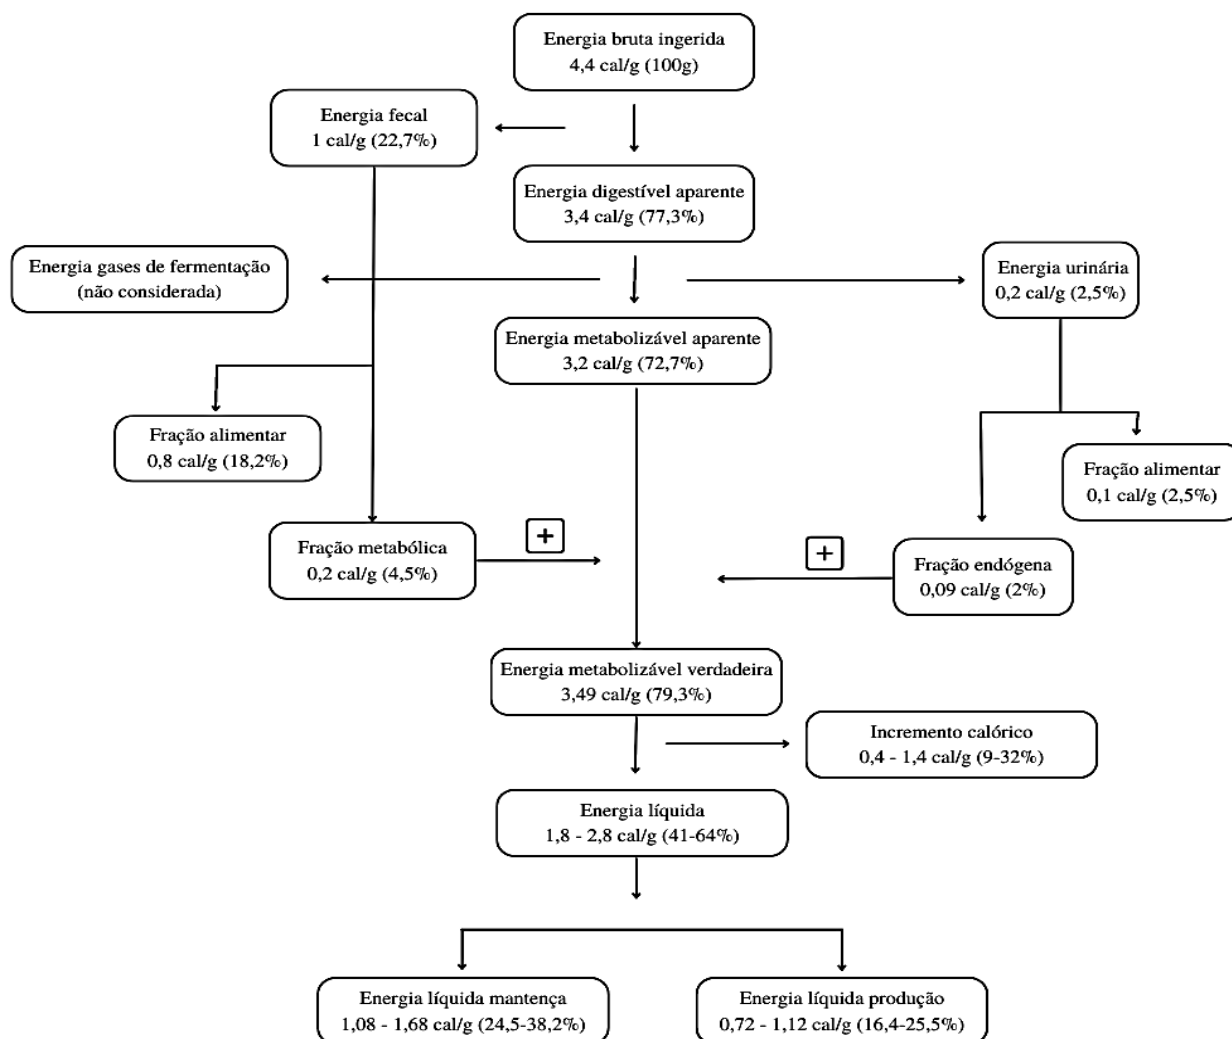 Energia bruta ingerida
4,4 cal/g (100g)
Energia fecal
1 cal/g (22,7%)
Energia digestível aparente
3,4 cal/g (77,3%)
Energia gases de fermentação
(não considerada)
Energia urinária
0,2 cal/g (2,5%)
Energia metabolizável aparente
3,2 cal/g (72,7%)
Fração alimentar
0,8 cal/g (18,2%)
Fração alimentar
0,1 cal/g (2,5%)
Fração metabólica
0,2 cal/g (4,5%)
+
+
Fração endógena
0,09 cal/g (2%)
Energia metabolizável verdadeira
3,49 cal/g (79,3%)
Incremento calórico
0,4 - 1,4 cal/g (9-32%)
Energia líquida
1,8 - 2,8 cal/g (41-64%)
Energia líquida mantença
1,08 - 1,68 cal/g (24,5-38,2%)
Energia líquida produção
0,72 - 1,12 cal/g (16,4-25,5%)